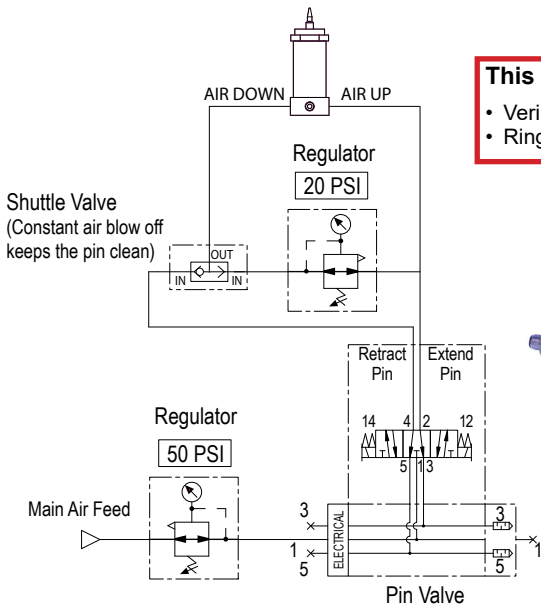 AIR DOWN
AIR UP
This
• Veri
• Ring
Regulator
20 PSI
Shuttle Valve
(Constant air blow off
keeps the pin clean)
OUT
IN
IN
Retract
Pin
Extend
Pin
14
4
2
12
5
1
3
Regulator
50 PSI
Main Air Feed
3
1
5
ELECTRICAL
3
5
1
Pin Valve